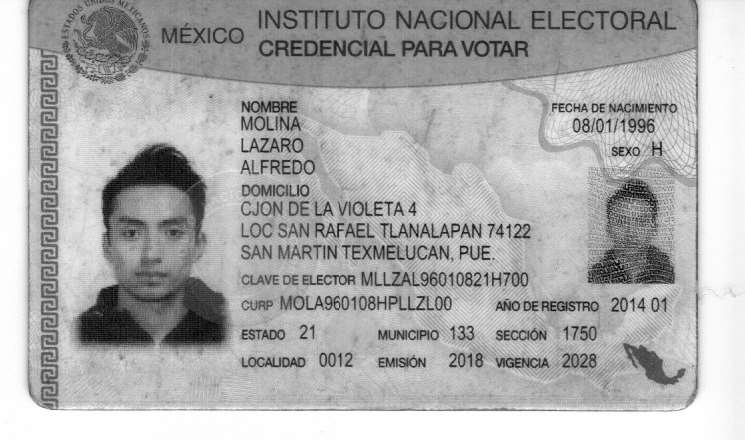 ESTADOS UNIDOS MEXICANOS
MÉXICO INSTITUTO NACIONAL ELECTORAL
CREDENCIAL PARA VOTAR
NOMBRE FECHA DE NACIMIENTO
MOLINA 08/01/1996
LAZARO SEXO H
ALFREDO
DOMICILIO
CJON DE LA VIOLETA 4
LOC SAN RAFAEL TLANALAPAN 74122
SAN MARTIN TEXMELUCAN, PUE.
CLAVE DE ELECTOR MLLZAL96010821H700
CURP MOLA960108HPLLZL00 AÑO DE REGISTRO 2014 01
ESTADO 21 MUNICIPIO 133 SECCIÓN 1750
LOCALIDAD 0012 EMISIÓN 2018 VIGENCIA 2028